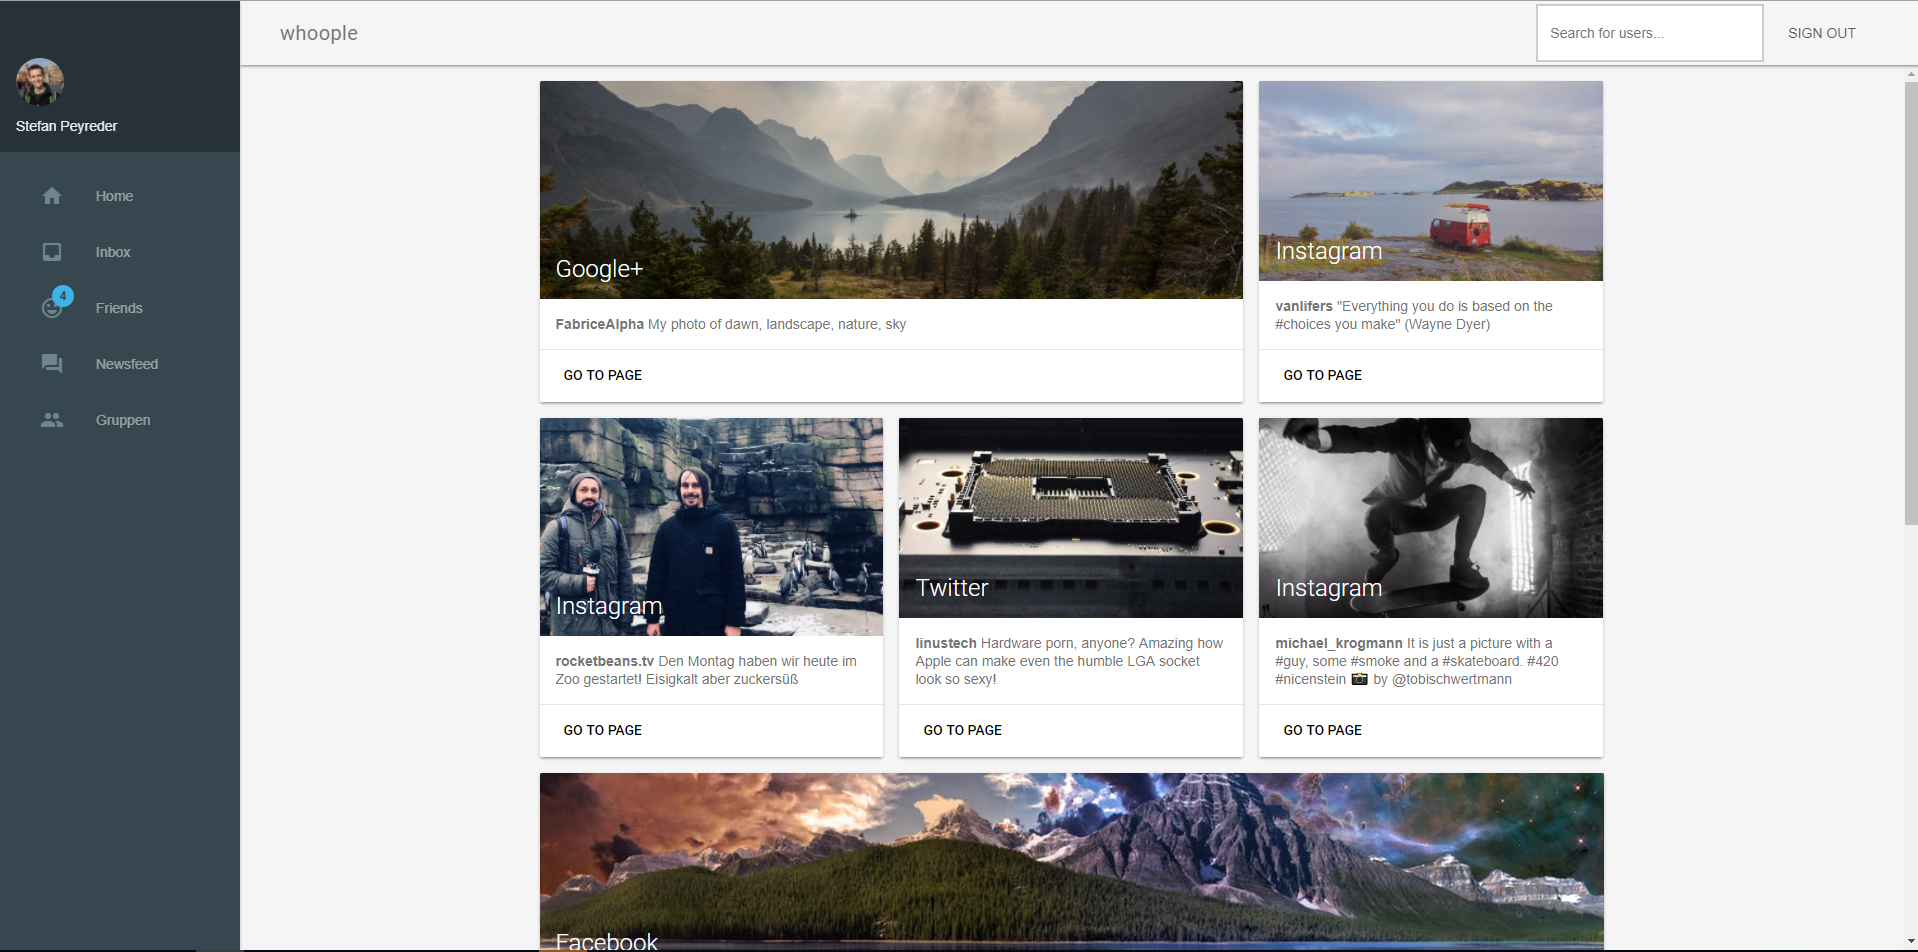 whoople
Search for users...
SIGN OUT
Stefan Peyreder
Home
Inbox
4
Friends
Newsfeed
Gruppen
Google+
FabriceAlpha My photo of dawn, landscape, nature, sky
GO TO PAGE
Instagram
vanlifers "Everything you do is based on the
#choices you make" (Wayne Dyer)
GO TO PAGE
Instagram
rocketbeans.tv Den Montag haben wir heute im
Zoo gestartet! Eisigkalt aber zuckersüß
GO TO PAGE
Twitter
linustech Hardware porn, anyone? Amazing how
Apple can make even the humble LGA socket
look so sexy!
GO TO PAGE
Instagram
michael_krogmann It is just a picture with a
#guy, some #smoke and a #skateboard. #420
#nicenstein 📷 by @tobischwertmann
GO TO PAGE
Facebook